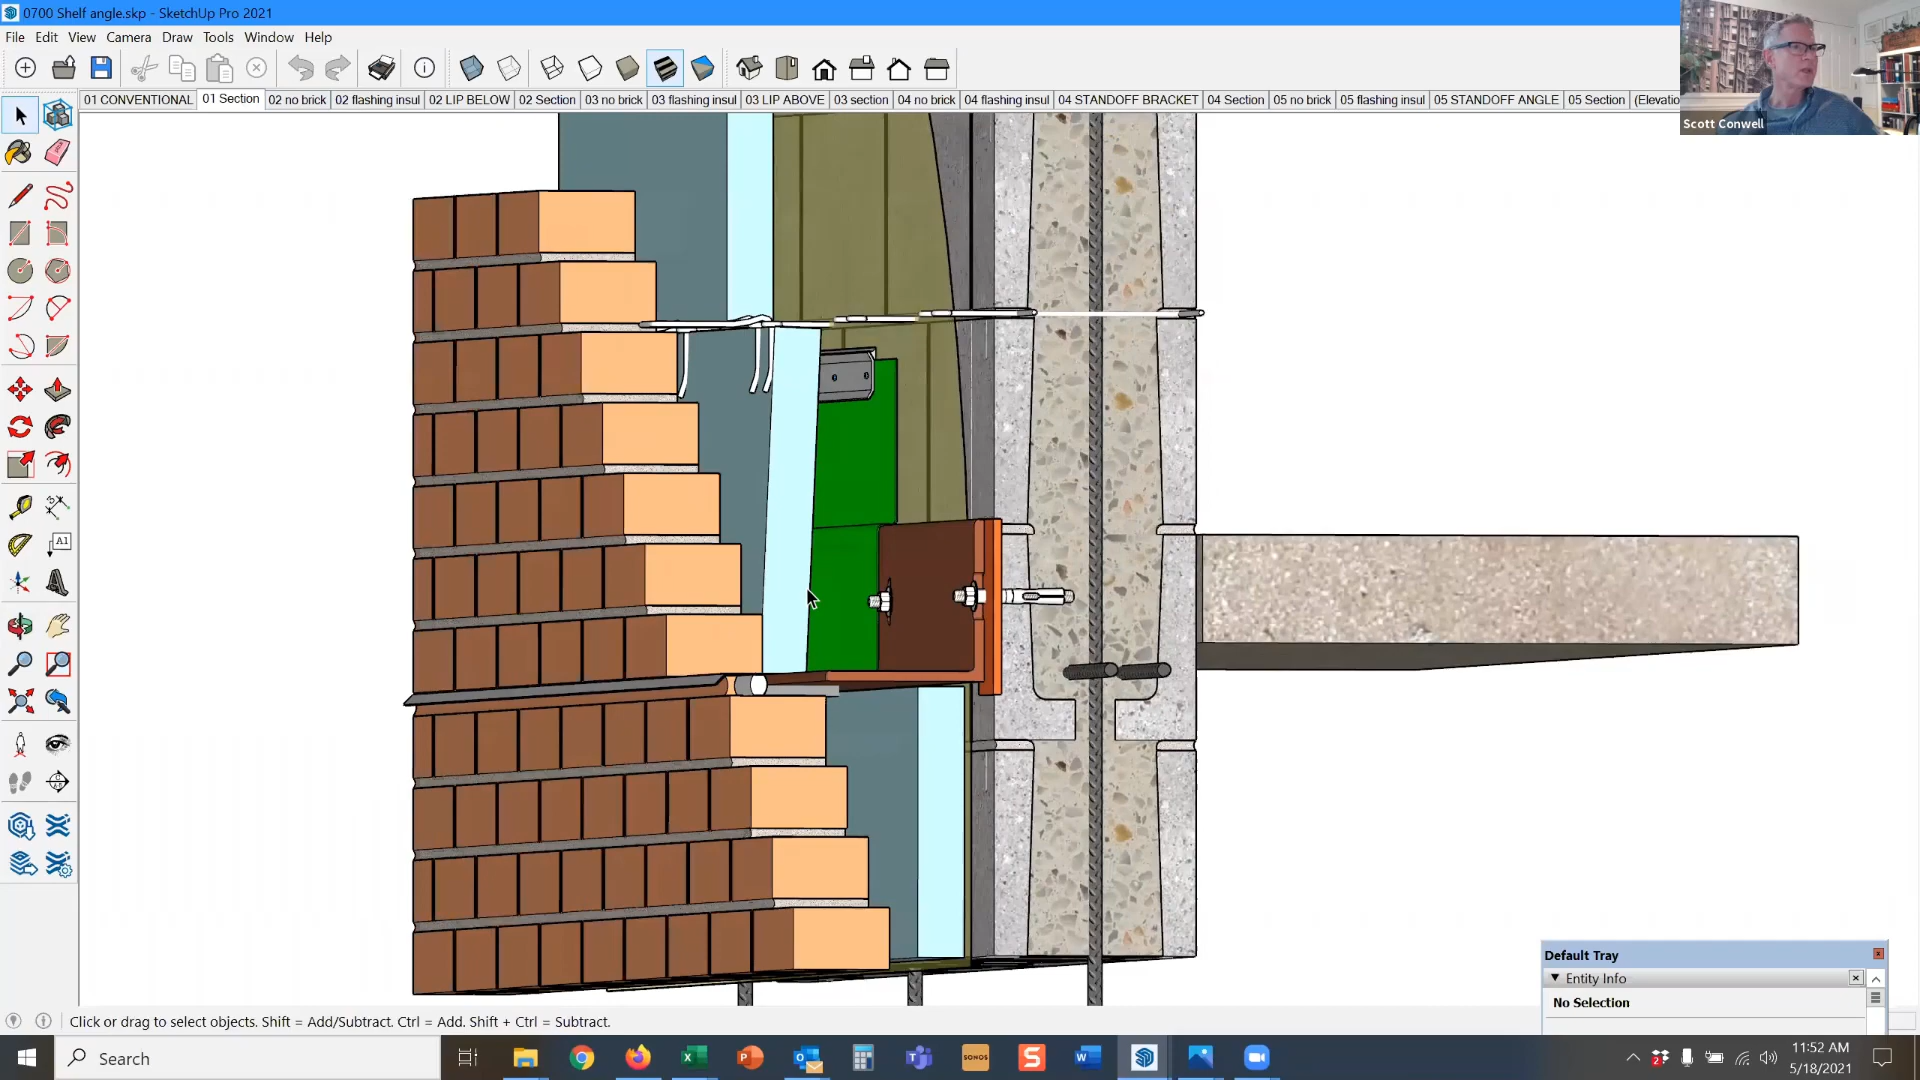 0700 Shelf angle.skp - SketchUp Pro 2021
File Edit View Camera Draw Tools Window Help
01 CONVENTIONAL 01 Section 02 no brick 02 flashing insul 02 LIP BELOW 02 Section 03 no brick 03 flashing insul 03 LIP ABOVE 03 section 04 no brick 04 flashing insul 04 STANDOFF BRACKET 04 Section 05 no brick 05 flashing insul 05 STANDOFF ANGLE 05 Section (Elevatio
Scott Conwell
A1
Default Tray
Entity Info
No Selection
Click or drag to select objects. Shift = Add/Subtract. Ctrl = Add. Shift + Ctrl = Subtract.
Search
SONOS
2
11:52 AM
5/18/2021